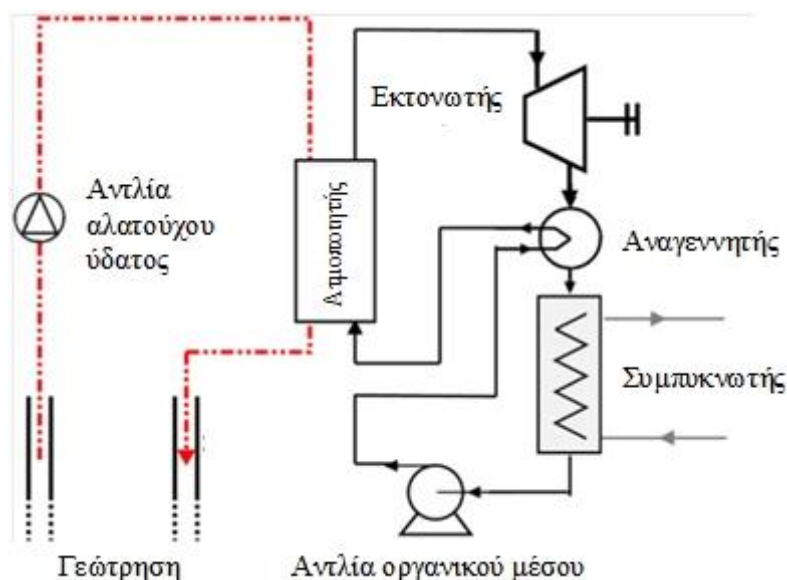 Εκτονωτής
Αντλία
αλατούχου
ύδατος
Ατμοποιητής
Αναγεννητής
Συμπυκνωτής
Γεώτρηση
Αντλία οργανικού μέσου